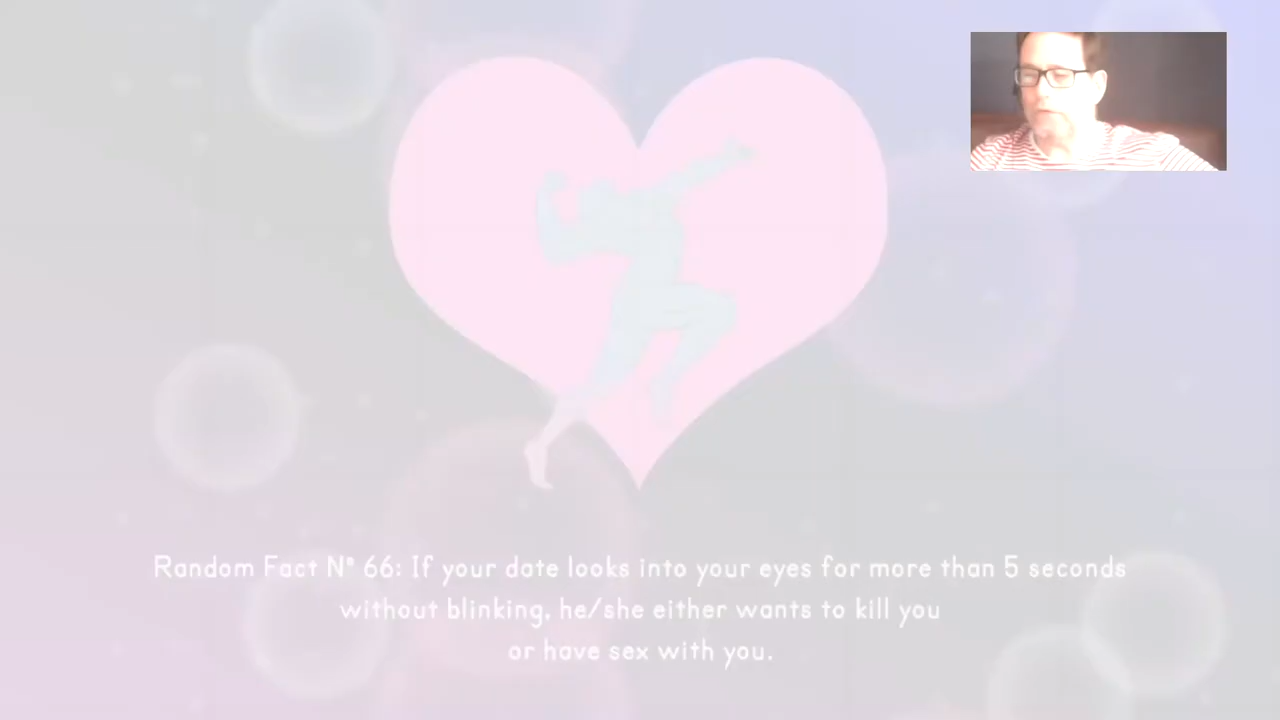 Random Fact N° 66: If your date looks into your eyes for more than 5 seconds
without blinking, he/she either wants to kill you
or have sex with you.